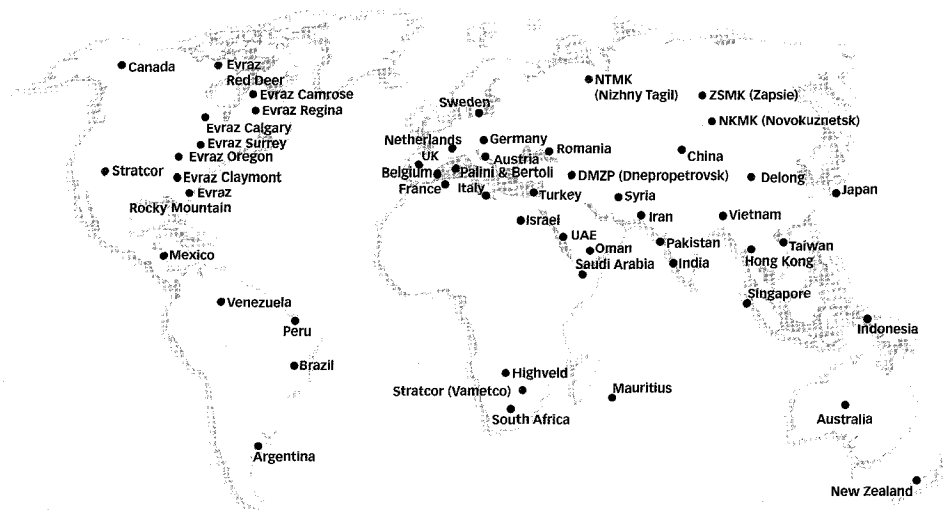 Canada
Evraz
Red Deer
Evraz Camrose
Evraz Regina
Evraz Calgary
Evraz Surrey
Evraz Oregon
Stratcor
Evraz Claymont
Evraz
Rocky Mountain
Mexico
Venezuela
Peru
Brazil
Argentina
NTMK
(Nizhny Tagil)
ZSMK (Zapsie)
NKMK (Novokuznetsk)
Sweden
Netherlands
Germany
UK
Austria
Romania
Belgium
Palini & Bertoli
France
Italy
DMZP (Dnepropetrovsk)
China
Delong
Japan
Turkey
Syria
Israel
Iran
Vietnam
UAE
Oman
Pakistan
Taiwan
Saudi Arabia
India
Hong Kong
Singapore
Indonesia
Highveld
Stratcor (Vametco)
Mauritius
South Africa
Australia
New Zealand